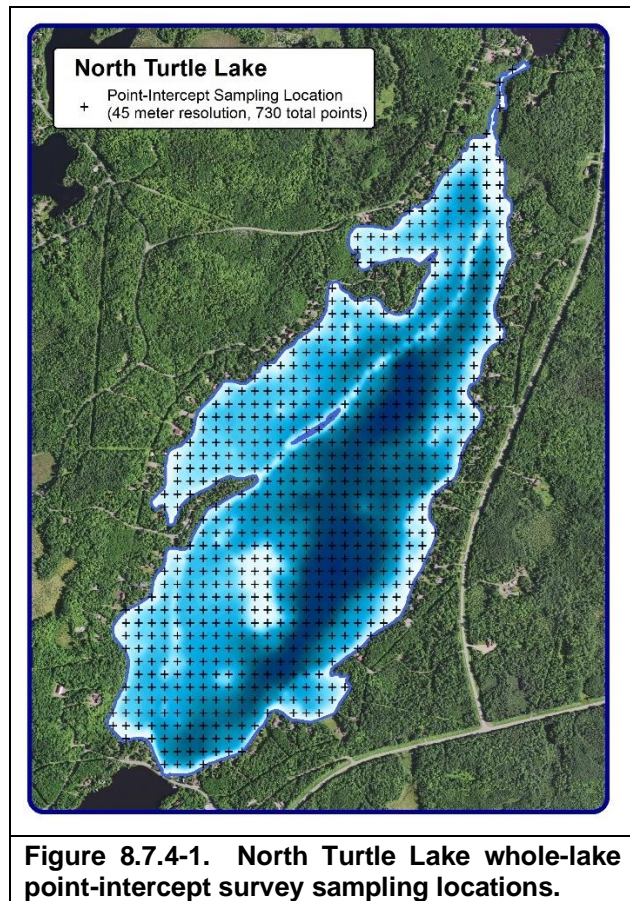 North Turtle Lake
+ Point-Intercept Sampling Location
(45 meter resolution, 730 total points)
Figure 8.7.4-1. North Turtle Lake whole-lake
point-intercept survey sampling locations.